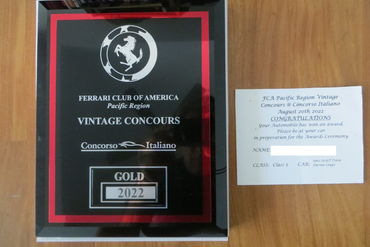 FERRARI CLUB OF AMERICA
Pacific Region
VINTAGE CONCOURS
Concorso Italiano
GOLD
2022
FCA Pacific Region Vintage
Concours @ Concorso Italiano
August 20th 2022
CONGRATULATIONS
Your Automobile has won an award.
Please be at your car
in preparation for the Awards Ceremony
NAME:
CLASS: Class 3 CAR: